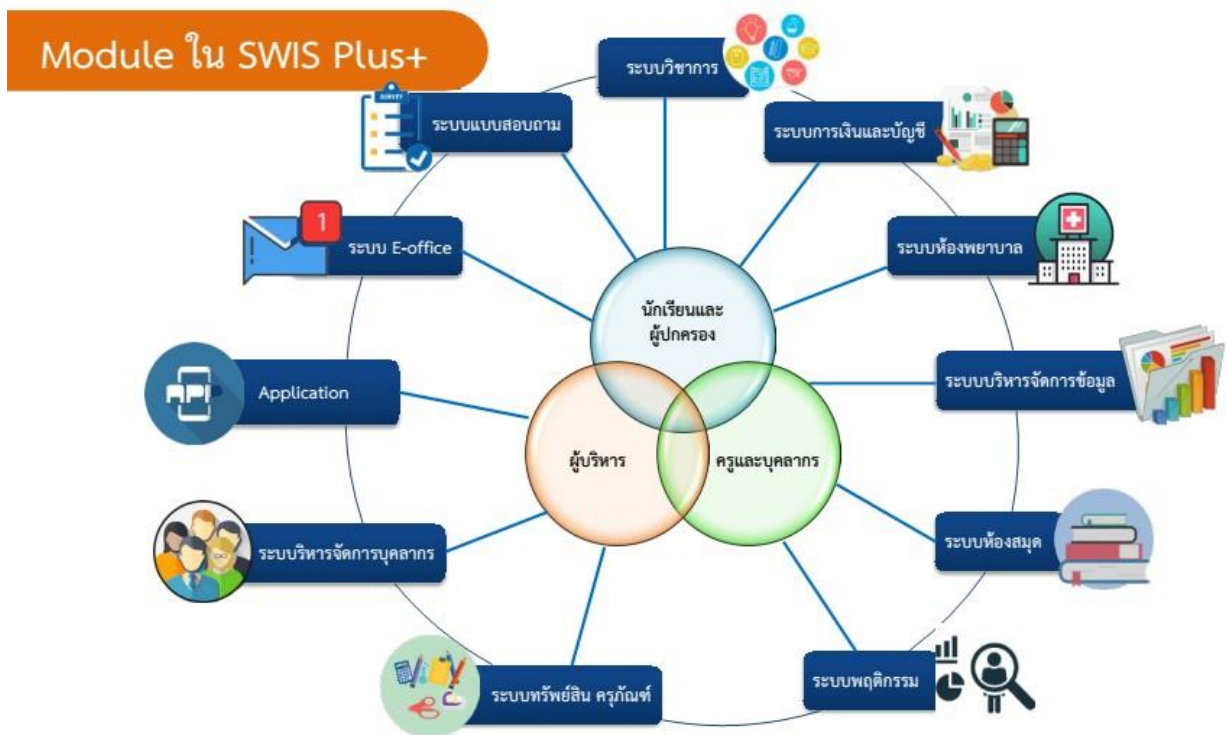 Module ใน SWIS Plus+
ระบบวิชาการ
SURVEY
ระบบแบบสอบถาม
ระบบการเงินและบัญชี
1
ระบบ E-office
ระบบห้องพยาบาล
นักเรียนและ
ผู้ปกครอง
APP
Application
ระบบบริหารจัดการข้อมูล
ผู้บริหาร
ครูและบุคลากร
ระบบบริหารจัดการบุคลากร
ระบบห้องสมุด
ระบบทรัพย์สิน ครุภัณฑ์
ระบบพฤติกรรม